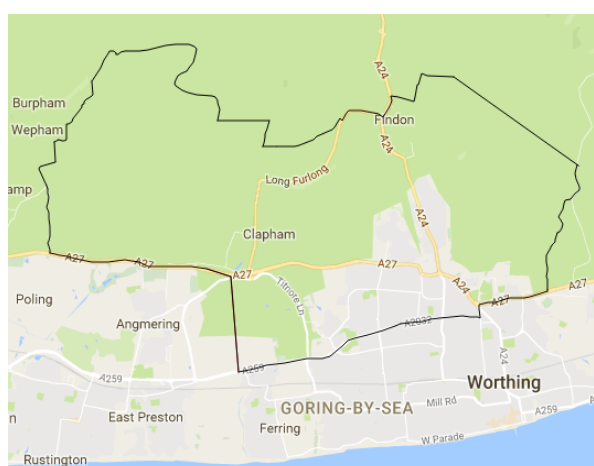 A24
Burpham
Wepham
Findon
A24
amp
Long Furlong
A24
Clapham
A27
A27
A27
A27
A24
A27
Titnore Ln
Poling
Angmering
A2032
A24
A259
A259
Worthing
Mill Rd
GORING-BY-SEA
A259
East Preston
n
Ferring
W Parade
Rustington